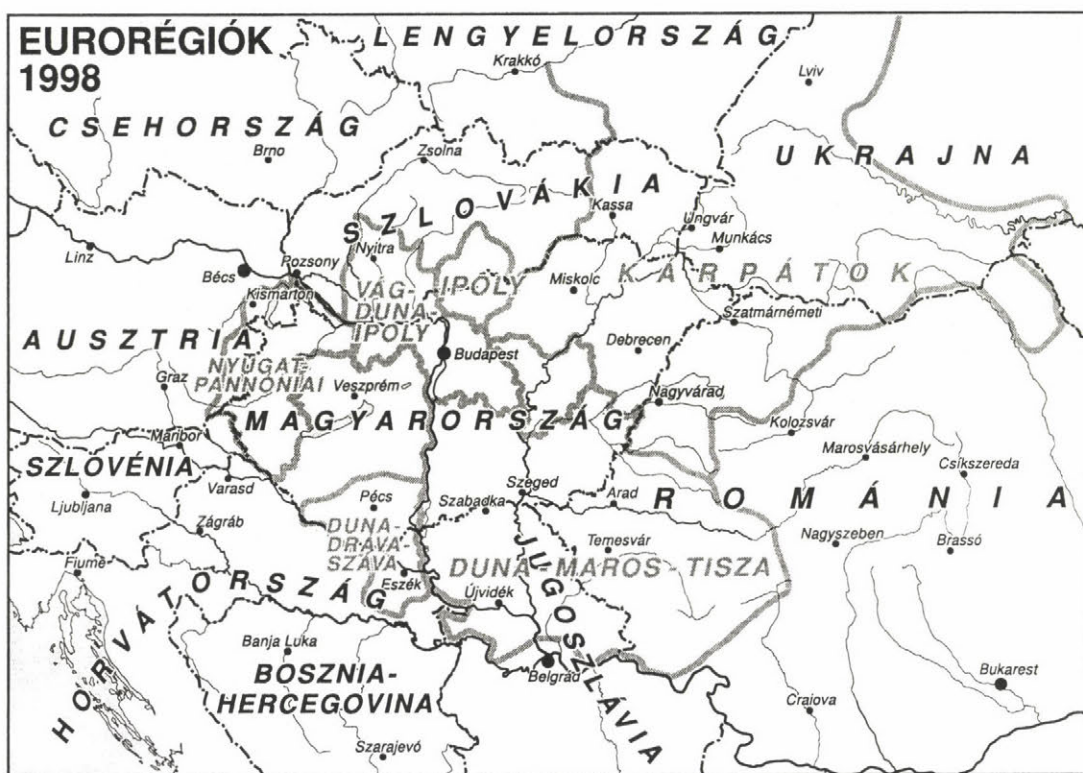 EURORÉGIÓK
1998
LENGYELORSZÁG
Krakkó
Lviv
CSEHORSZÁG
Brno
Zsolna
UKRAJNA
SZLOVÁKIA
Kassa
Ungvár
Munkács
Linz
Bécs
Pozsony
Nyitra
Kismarton
VÁG-
DUNA-
IPOLY
IPOLY
Miskolc
KÁRPÁTOK
Szatmárnémeti
AUSZTRIA
Budapest
Debrecen
NYUGAT-
PANNONIAI
Graz
Veszprém
Nagyvárad
MAGYARORSZÁG
Kolozsvár
Maribor
Marosvásárhely
Csíkszereda
SZLOVÉNIA
Varasd
Ljubljana
Pécs
Szabadka
Szeged
Arad
ROMÁNIA
Zágráb
DUNA-
DRÁVA-
SZÁVA
Temesvár
Nagyszeben
Brassó
Fiume
Eszék
Újvidék
DUNA-MAROS-TISZA
JUGOSZLÁVIA
HORVÁTORSZÁG
Banja Luka
BOSZNIA-
HERCEGOVINA
Belgrád
Bukarest
Craiova
Szarajevó